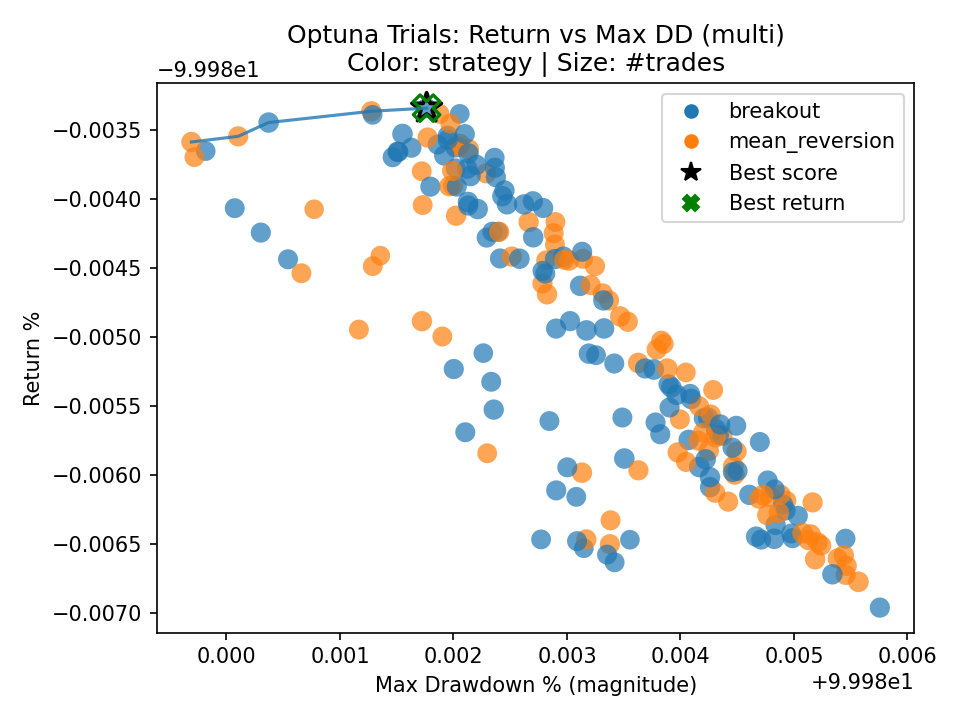 Optuna Trials: Return vs Max DD (multi)
Color: strategy | Size: #trades
−9.998e1
breakout
mean_reversion
Best score
Best return
Return %
−0.0035
−0.0040
−0.0045
−0.0050
−0.0055
−0.0060
−0.0065
−0.0070
0.000
0.001
0.002
0.003
0.004
0.005
0.006
Max Drawdown % (magnitude)
+9.998e1